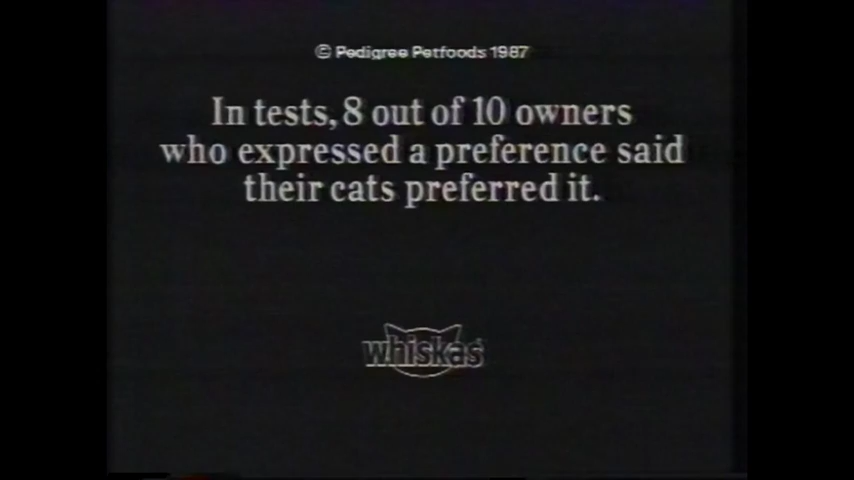 © Pedigree Petfoods 1987
In tests, 8 out of 10 owners
who expressed a preference said
their cats preferred it.
whiskas